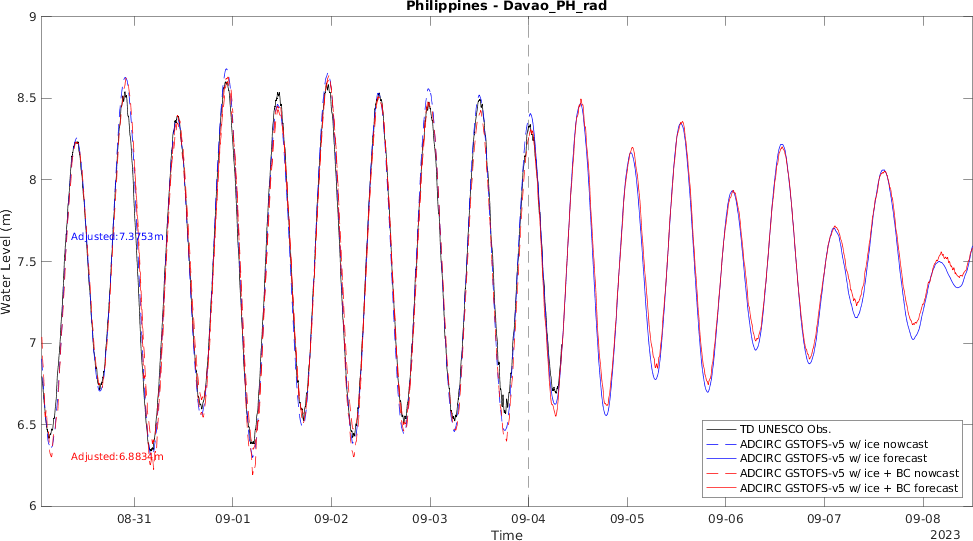 Philippines - Davao_PH_rad
9
8.5
8
7.5
7
6.5
6
Water Level (m)
Adjusted:7.3753m
Adjusted:6.8834m
TD UNESCO Obs.
ADCIRC GSTOFS-v5 w/ ice nowcast
ADCIRC GSTOFS-v5 w/ ice forecast
ADCIRC GSTOFS-v5 w/ ice + BC nowcast
ADCIRC GSTOFS-v5 w/ ice + BC forecast
08-31 09-01 09-02 09-03 09-04 09-05 09-06 09-07 09-08
Time
2023